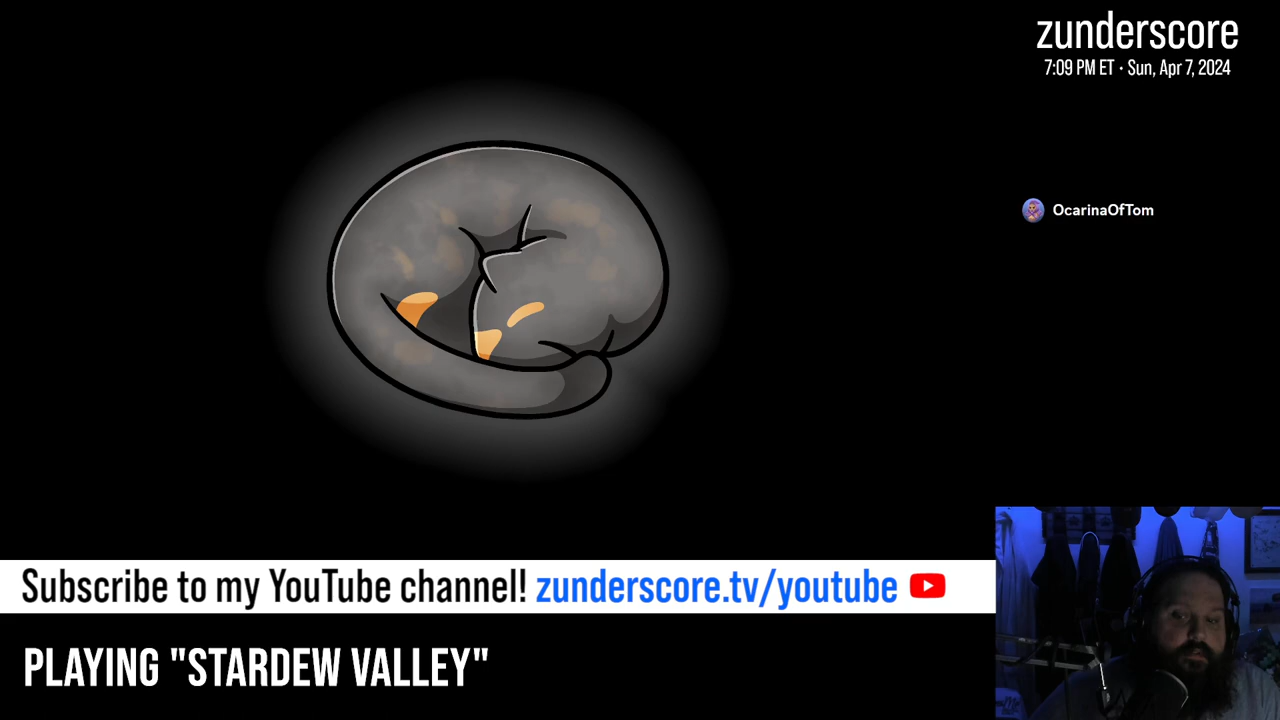 zunderscore
7:09 PM ET · Sun, Apr 7, 2024
OcarinaOfTom
Subscribe to my YouTube channel! zunderscore.tv/youtube
PLAYING "STARDEW VALLEY"